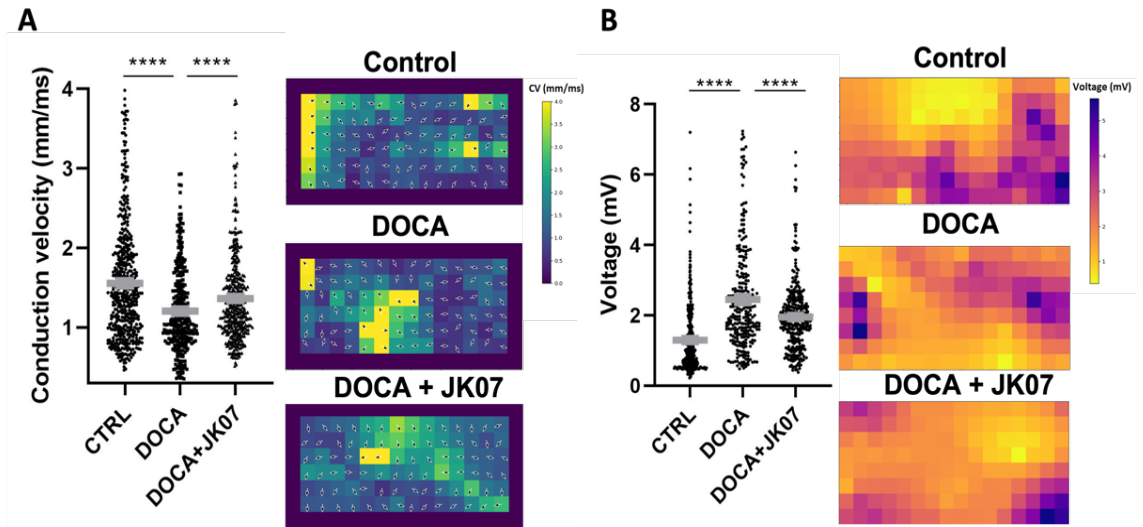 A
Conduction velocity (mm/ms)
4
3
2
1
****
****
CTRL
DOCA
DOCA+JK07
Control
CV (mm/ms)
4.0
3.5
3.0
2.5
2.0
1.5
1.0
0.5
0.0
DOCA
DOCA + JK07
B
Voltage (mV)
8
6
4
2
0
****
****
CTRL
DOCA
DOCA+JK07
Control
Voltage (mV)
5
4
3
2
1
DOCA
DOCA + JK07